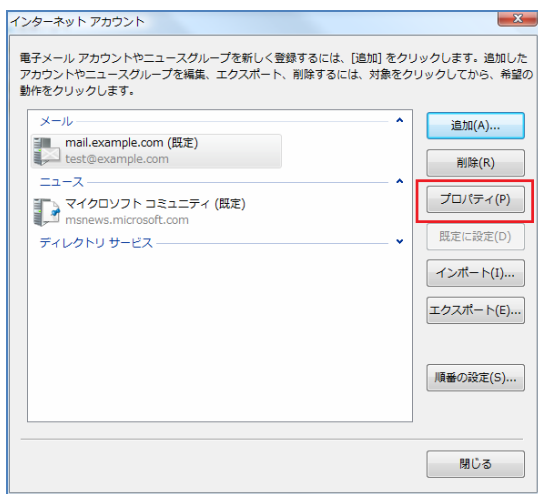 インターネット アカウント
電子メール アカウントやニュースグループを新しく登録するには、[追加] をクリックします。追加した
アカウントやニュースグループを編集、エクスポート、削除するには、対象をクリックしてから、希望の
動作をクリックします。
メール
mail.example.com (既定)
test@example.com
ニュース
マイクロソフト コミュニティ (既定)
msnews.microsoft.com
ディレクトリ サービス
追加(A)...
削除(R)
プロパティ(P)
既定に設定(D)
インポート(I)...
エクスポート(E)...
順番の設定(S)...
閉じる